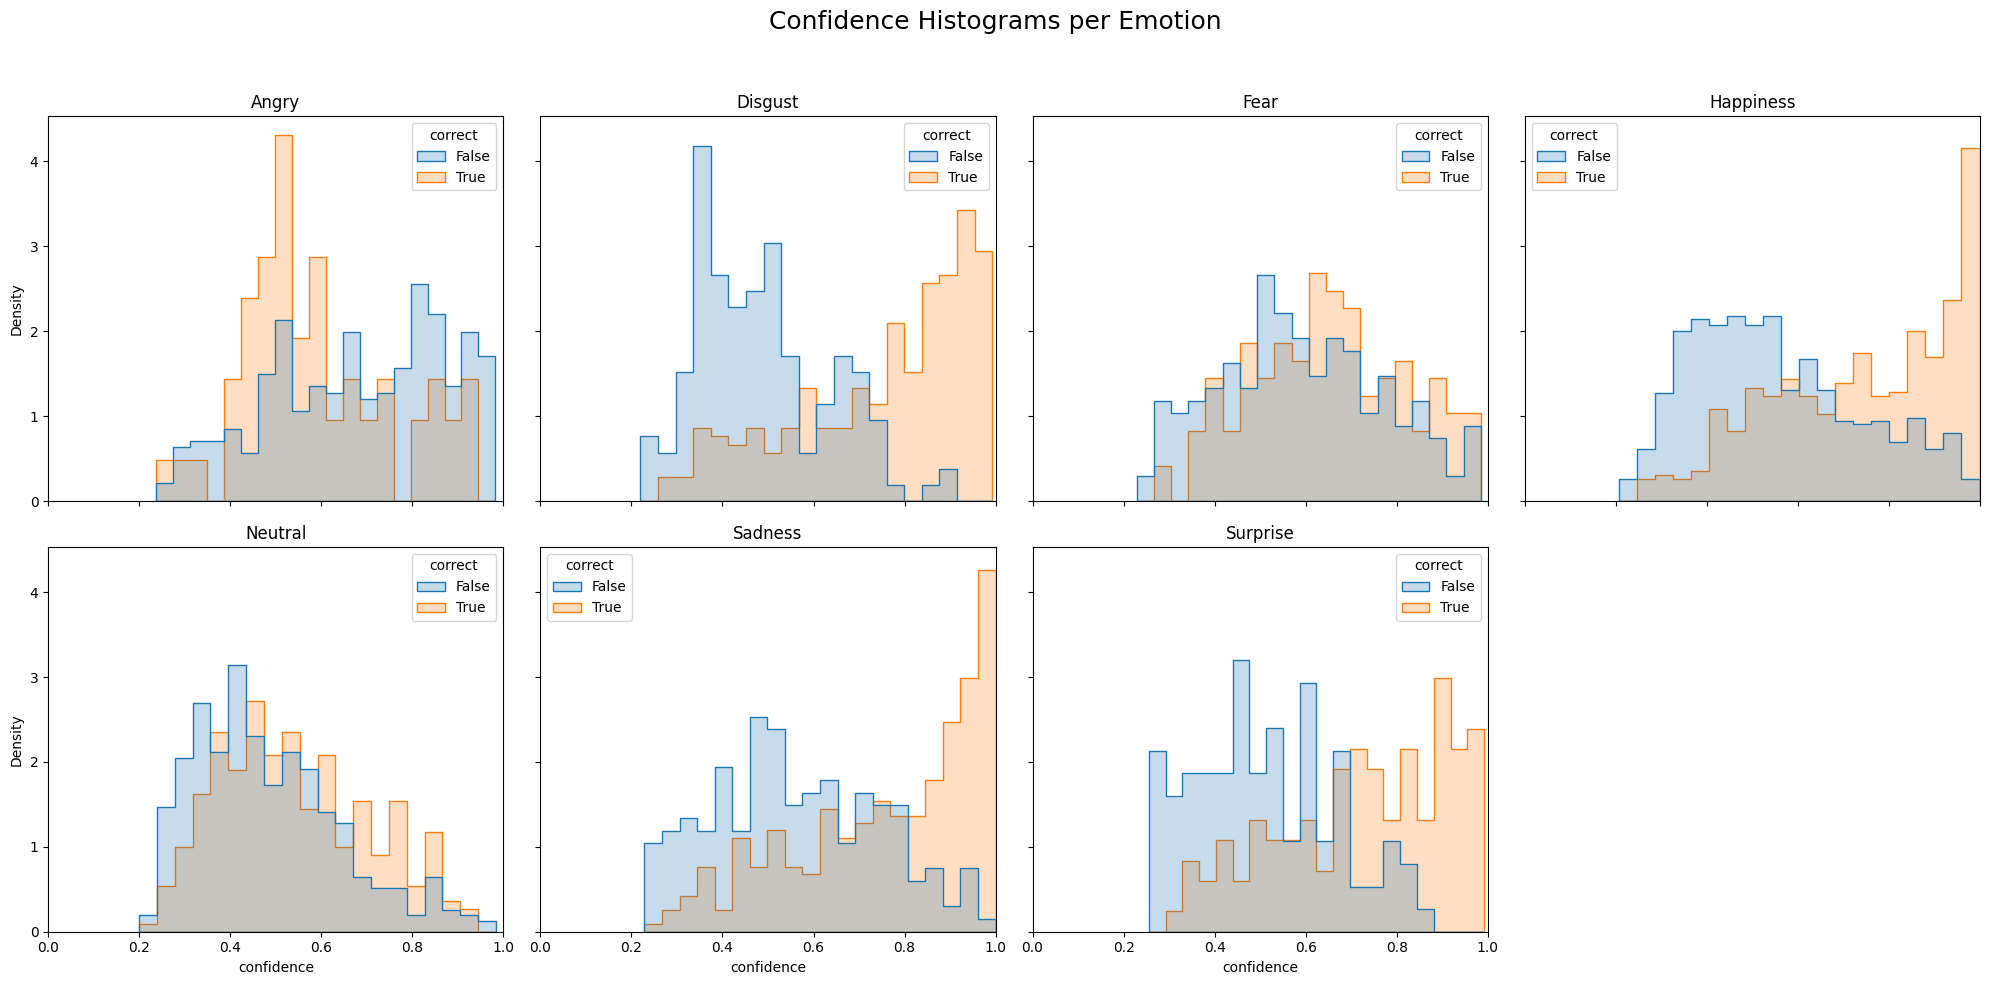 Confidence Histograms per Emotion
Angry
Disgust
Fear
Happiness
correct
False
True
correct
False
True
correct
False
True
correct
False
True
Density
4
3
2
1
0
Neutral
Sadness
Surprise
correct
False
True
correct
False
True
correct
False
True
Density
4
3
2
1
0
0.0 0.2 0.4 0.6 0.8 1.0
0.0 0.2 0.4 0.6 0.8 1.0
0.0 0.2 0.4 0.6 0.8 1.0
confidence
confidence
confidence